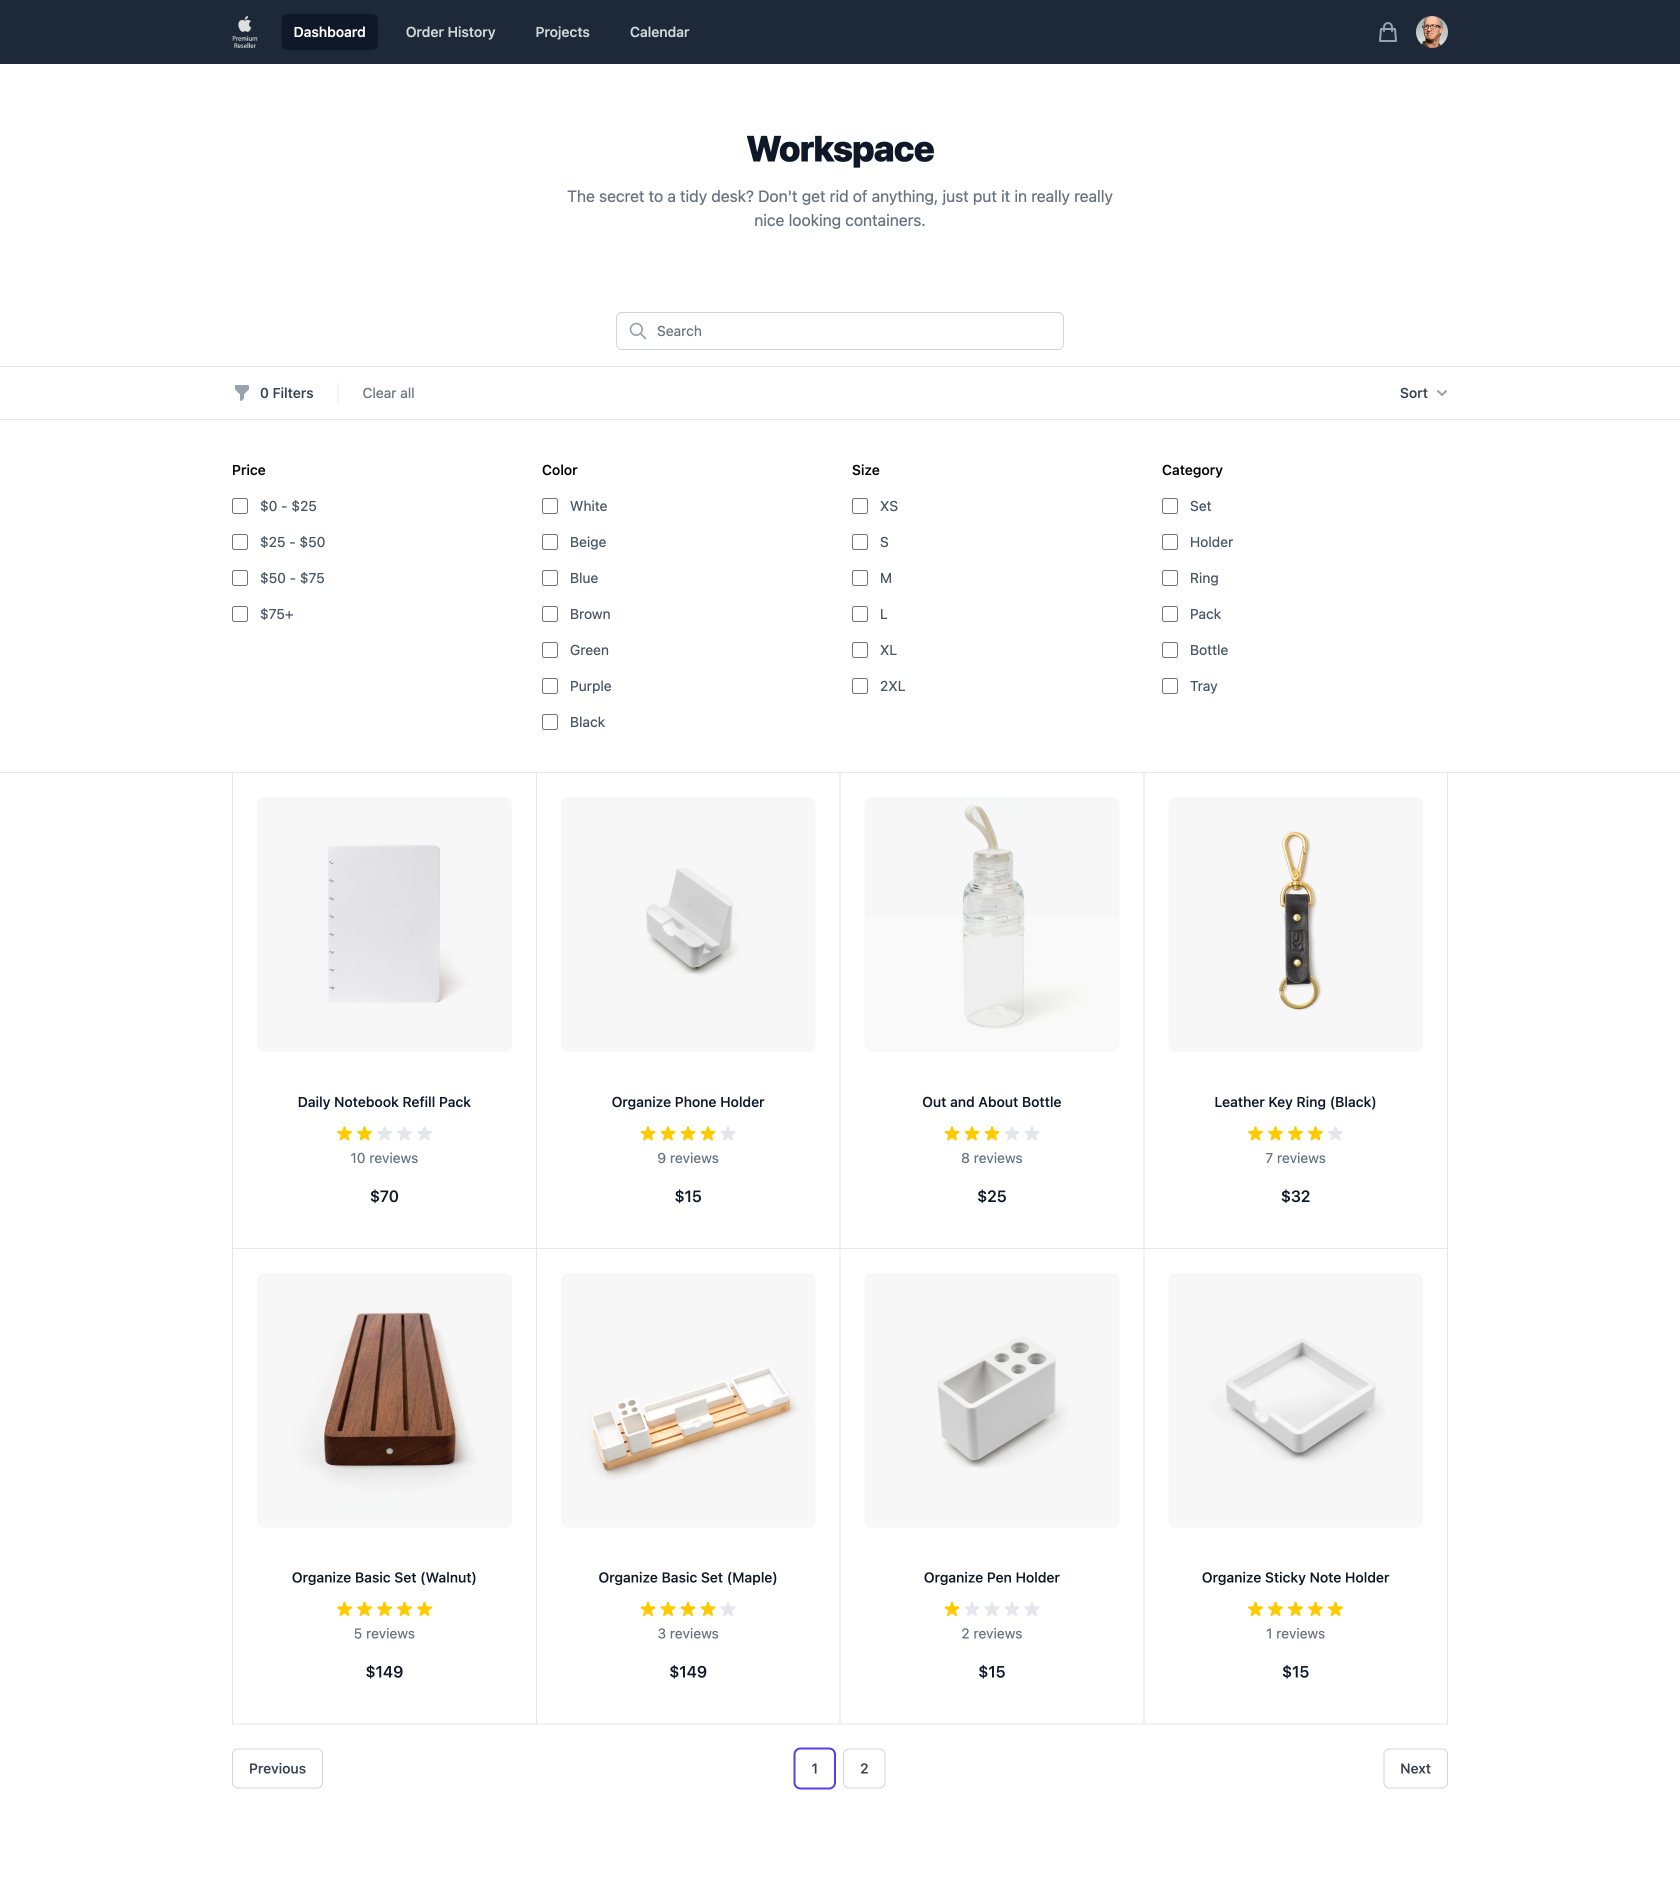 Premium
Reseller
Dashboard
Order History
Projects
Calendar
Workspace
The secret to a tidy desk? Don't get rid of anything, just put it in really really
nice looking containers.
Search
0 Filters
Clear all
Sort
Price
$0 - $25
$25 - $50
$50 - $75
$75+
Color
White
Beige
Blue
Brown
Green
Purple
Black
Size
XS
S
M
L
XL
2XL
Category
Set
Holder
Ring
Pack
Bottle
Tray
Daily Notebook Refill Pack
10 reviews
$70
Organize Phone Holder
9 reviews
$15
Out and About Bottle
8 reviews
$25
Leather Key Ring (Black)
7 reviews
$32
Organize Basic Set (Walnut)
5 reviews
$149
Organize Basic Set (Maple)
3 reviews
$149
Organize Pen Holder
2 reviews
$15
Organize Sticky Note Holder
1 reviews
$15
Previous
1
2
Next